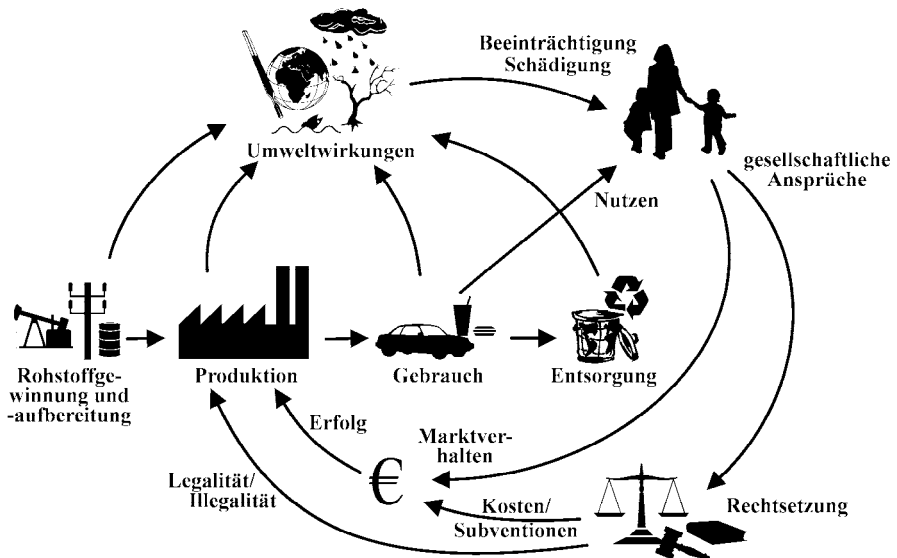 Beeinträchtigung
Schädigung
Umweltwirkungen
gesellschaftliche
Ansprüche
Nutzen
Rohstoffge-
winnung und
-aufbereitung
Produktion
Gebrauch
Entsorgung
Erfolg
Marktver-
halten
Legalität/
Illegalität
€
Kosten/
Subventionen
Rechtsetzung